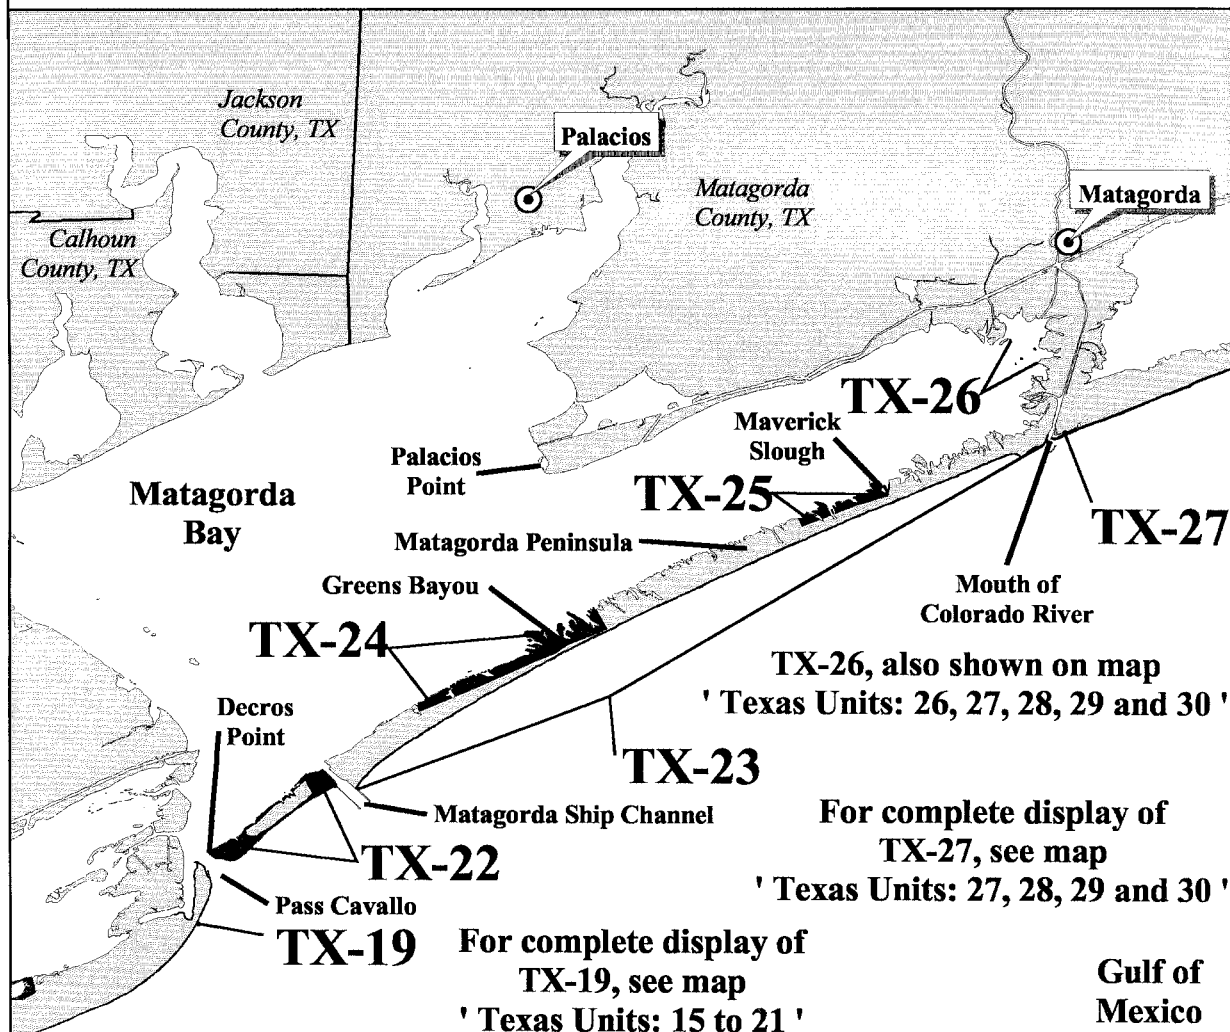 Jackson
County, TX
Palacios
Matagorda
County, TX
Matagorda
Calhoun
County, TX
TX-26
Maverick
Slough
Palacios
Point
Matagorda
Bay
TX-25
TX-27
Matagorda Peninsula
Greens Bayou
Mouth of
Colorado River
TX-24
TX-26, also shown on map
' Texas Units: 26, 27, 28, 29 and 30 '
Decros
Point
TX-23
Matagorda Ship Channel
For complete display of
TX-27, see map
' Texas Units: 27, 28, 29 and 30 '
TX-22
Pass Cavallo
TX-19
For complete display of
TX-19, see map
' Texas Units: 15 to 21 '
Gulf of
Mexico